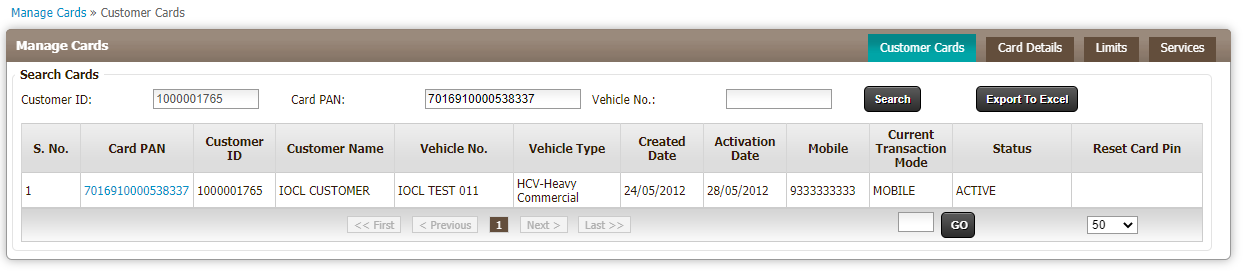 Manage Cards » Customer Cards
Manage Cards
Customer Cards
Card Details
Limits
Services
Search Cards
Customer ID: 1000001765 Card PAN: 7016910000538337 Vehicle No.: Search Export To Excel
S. No. Card PAN Customer ID Customer Name Vehicle No. Vehicle Type Created Date Activation Date Mobile Current Transaction Mode Status Reset Card Pin
1 7016910000538337 1000001765 IOCL CUSTOMER IOCL TEST 011 HCV-Heavy Commercial 24/05/2012 28/05/2012 9333333333 MOBILE ACTIVE
<< First < Previous 1 Next > Last >> GO 50